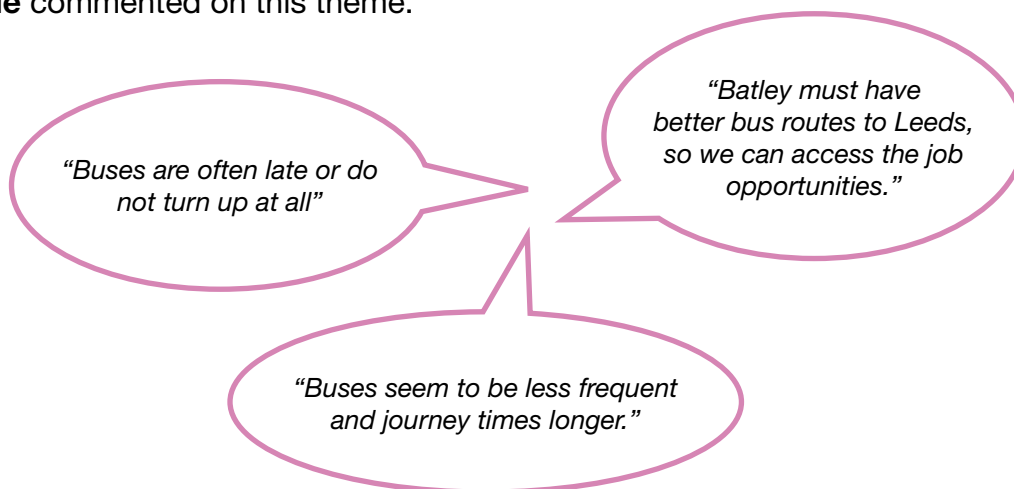 le commented on this theme.
“Buses are often late or do
not turn up at all”
“Batley must have
better bus routes to Leeds,
so we can access the job
opportunities.”
“Buses seem to be less frequent
and journey times longer.”